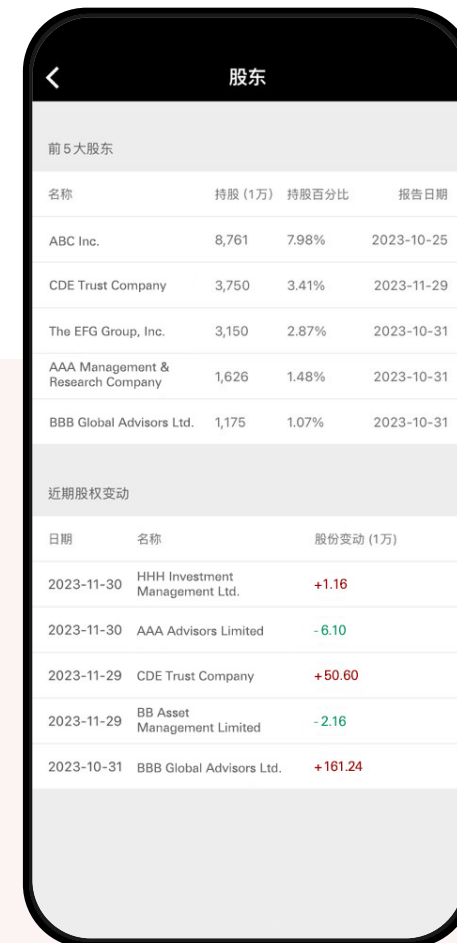 股东
前5大股东
名称 持股 (1万) 持股百分比 报告日期
ABC Inc. 8,761 7.98% 2023-10-25
CDE Trust Company 3,750 3.41% 2023-11-29
The EFG Group, Inc. 3,150 2.87% 2023-10-31
AAA Management &
Research Company 1,626 1.48% 2023-10-31
BBB Global Advisors Ltd. 1,175 1.07% 2023-10-31
近期股权变动
日期 名称 股份变动 (1万)
2023-11-30 HHH Investment
Management Ltd. +1.16
2023-11-30 AAA Advisors Limited -6.10
2023-11-29 CDE Trust Company +50.60
2023-11-29 BB Asset
Management Limited -2.16
2023-10-31 BBB Global Advisors Ltd. +161.24